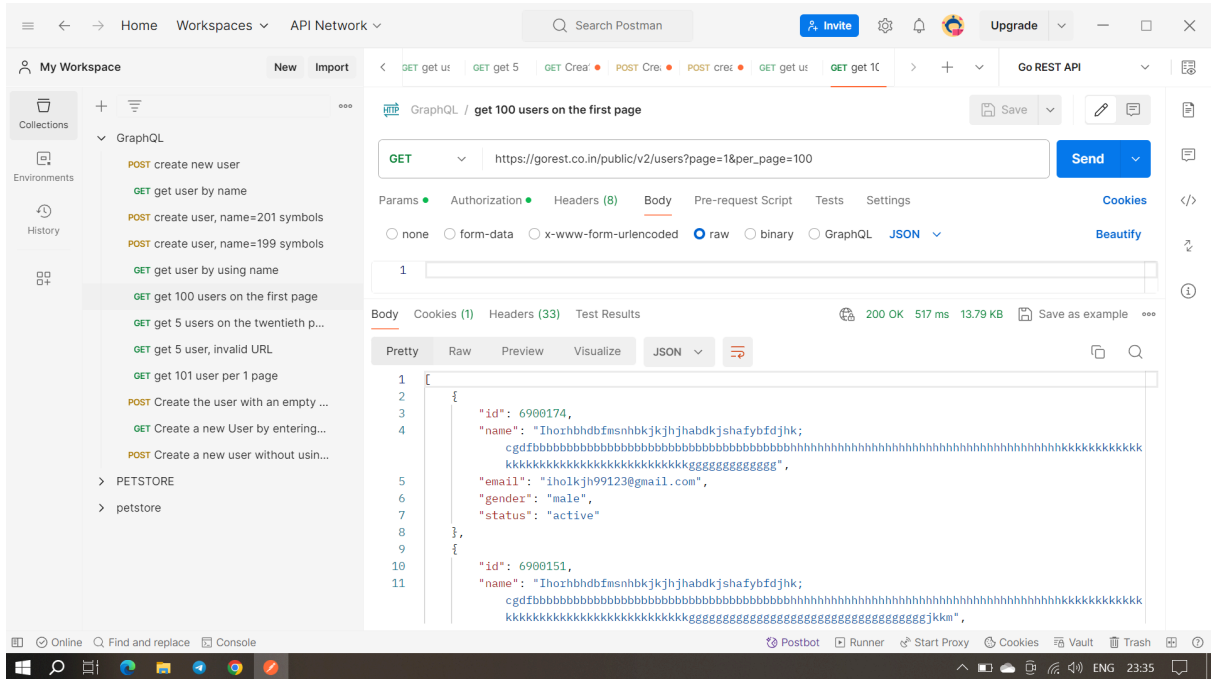 Home Workspaces API Network Search Postman Invite Upgrade
My Workspace New Import GET get us GET get 5 GET Creat POST Cre POST crea GET get us GET get 10 Go REST API
Collections
Environments
History
GraphQL
POST create new user
GET get user by name
POST create user, name=201 symbols
POST create user, name=199 symbols
GET get user by using name
GET get 100 users on the first page
GET get 5 users on the twentieth p...
GET get 5 user, invalid URL
GET get 101 user per 1 page
POST Create the user with an empty ...
GET Create a new User by entering...
POST Create a new user without usin...
PETSTORE
petstore
HTTP GraphQL / get 100 users on the first page Save
GET https://gorest.co.in/public/v2/users?page=1&per_page=100 Send
Params Authorization Headers (8) Body Pre-request Script Tests Settings Cookies
none form-data x-www-form-urlencoded raw binary GraphQL JSON Beautify
1
Body Cookies (1) Headers (33) Test Results 200 OK 517 ms 13.79 KB Save as example
Pretty Raw Preview Visualize JSON
1 [
2 {
3 "id": 6900174,
4 "name": "Ihorhbhdbfmsnhbkjkjhjhabdkjshafybfdjhk;
5 "email": "iholkjh99123@gmail.com",
6 "gender": "male",
7 "status": "active"
8 },
9 {
10 "id": 6900151,
11 "name": "Ihorhbhdbfmsnhbkjkjhjhabdkjshafybfdjhk;
Online Find and replace Console Postbot Runner Start Proxy Cookies Vault Trash
ENG 23:35